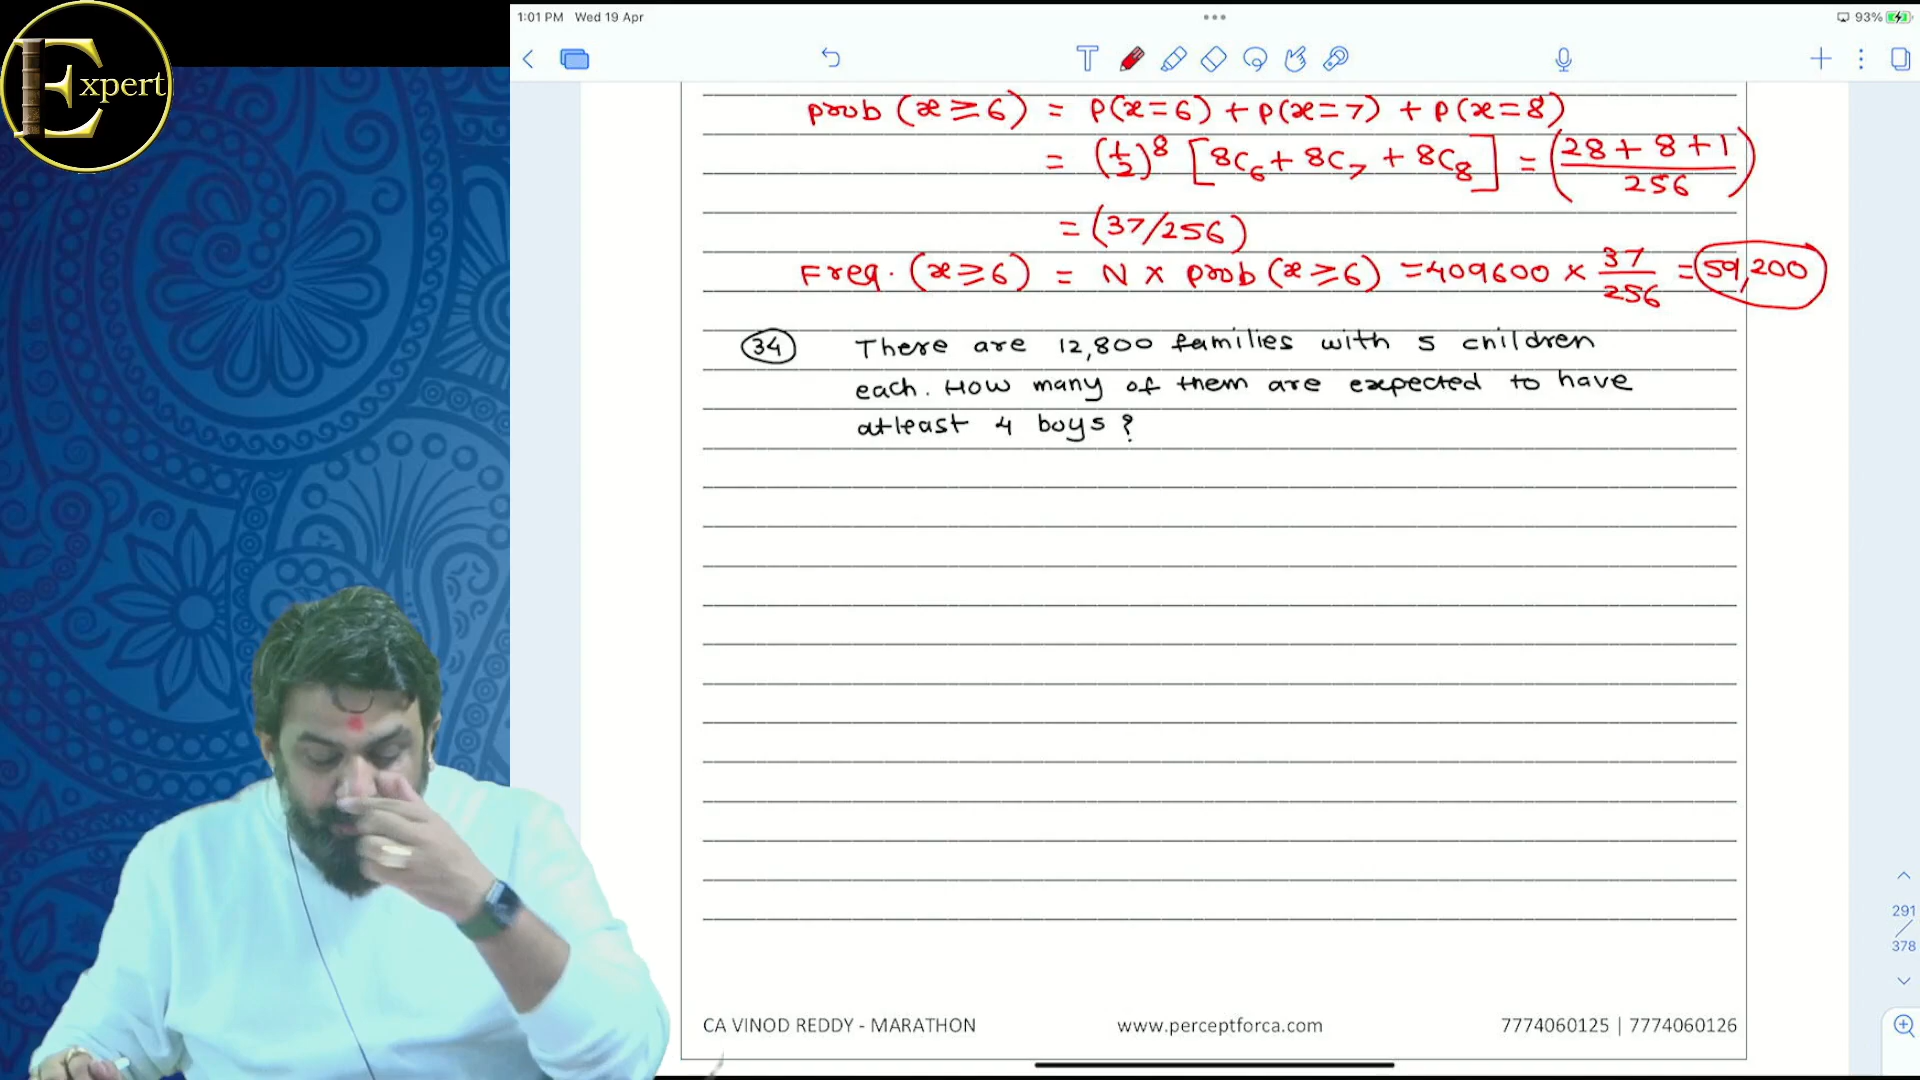 1:01 PM Wed 19 Apr
93%
Expert
prob (x ≥ 6) = P(x=6) + P(x=7) + P(x=8)
= (1/2)^8 [8C6 + 8C7 + 8C8] = (28 + 8 + 1 / 256)
= (37/256)
Freq. (x ≥ 6) = N × prob (x ≥ 6) = 409600 × 37/256 = 59,200
34 There are 12,800 families with 5 children
each. How many of them are expected to have
atleast 4 boys ?
291
/
378
CA VINOD REDDY - MARATHON www.perceptforca.com 7774060125 | 7774060126